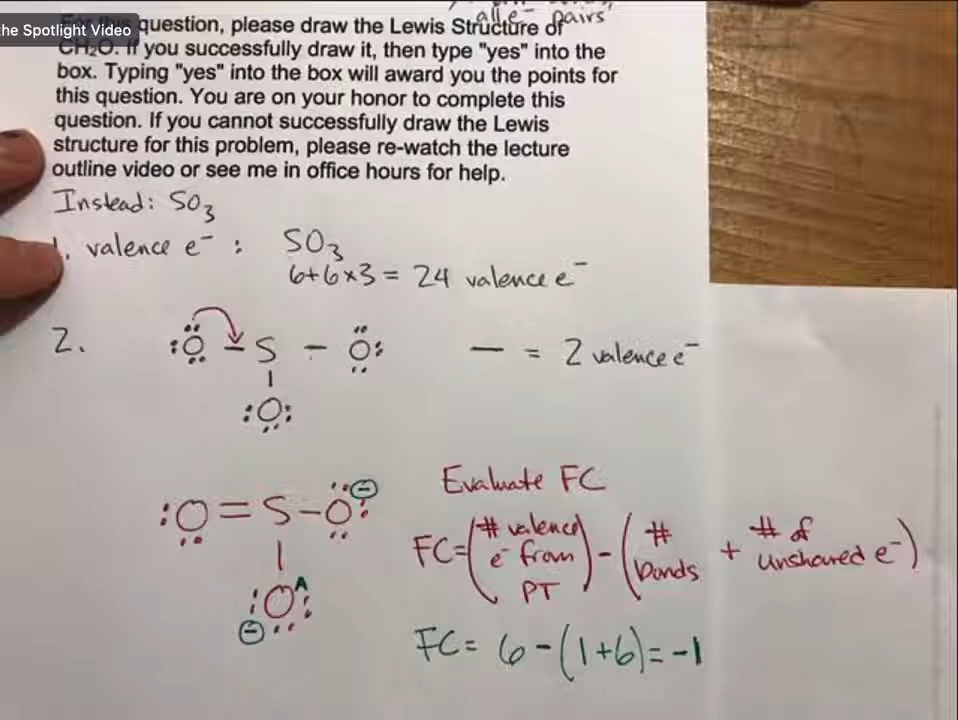 the Spotlight Video
all e⁻ pairs
For this question, please draw the Lewis Structure of
CH2O. If you successfully draw it, then type "yes" into the
box. Typing "yes" into the box will award you the points for
this question. You are on your honor to complete this
question. If you cannot successfully draw the Lewis
structure for this problem, please re-watch the lecture
outline video or see me in office hours for help.
Instead: SO₃
1. valence e⁻ : SO₃
6+6×3 = 24 valence e⁻
2. O – S – O — = 2 valence e⁻
O
Evaluate FC
O = S – O ⊖
FC = (# valence e⁻ from PT) – (# bonds + # of unshared e⁻)
O A
⊖
FC = 6 – (1+6) = -1